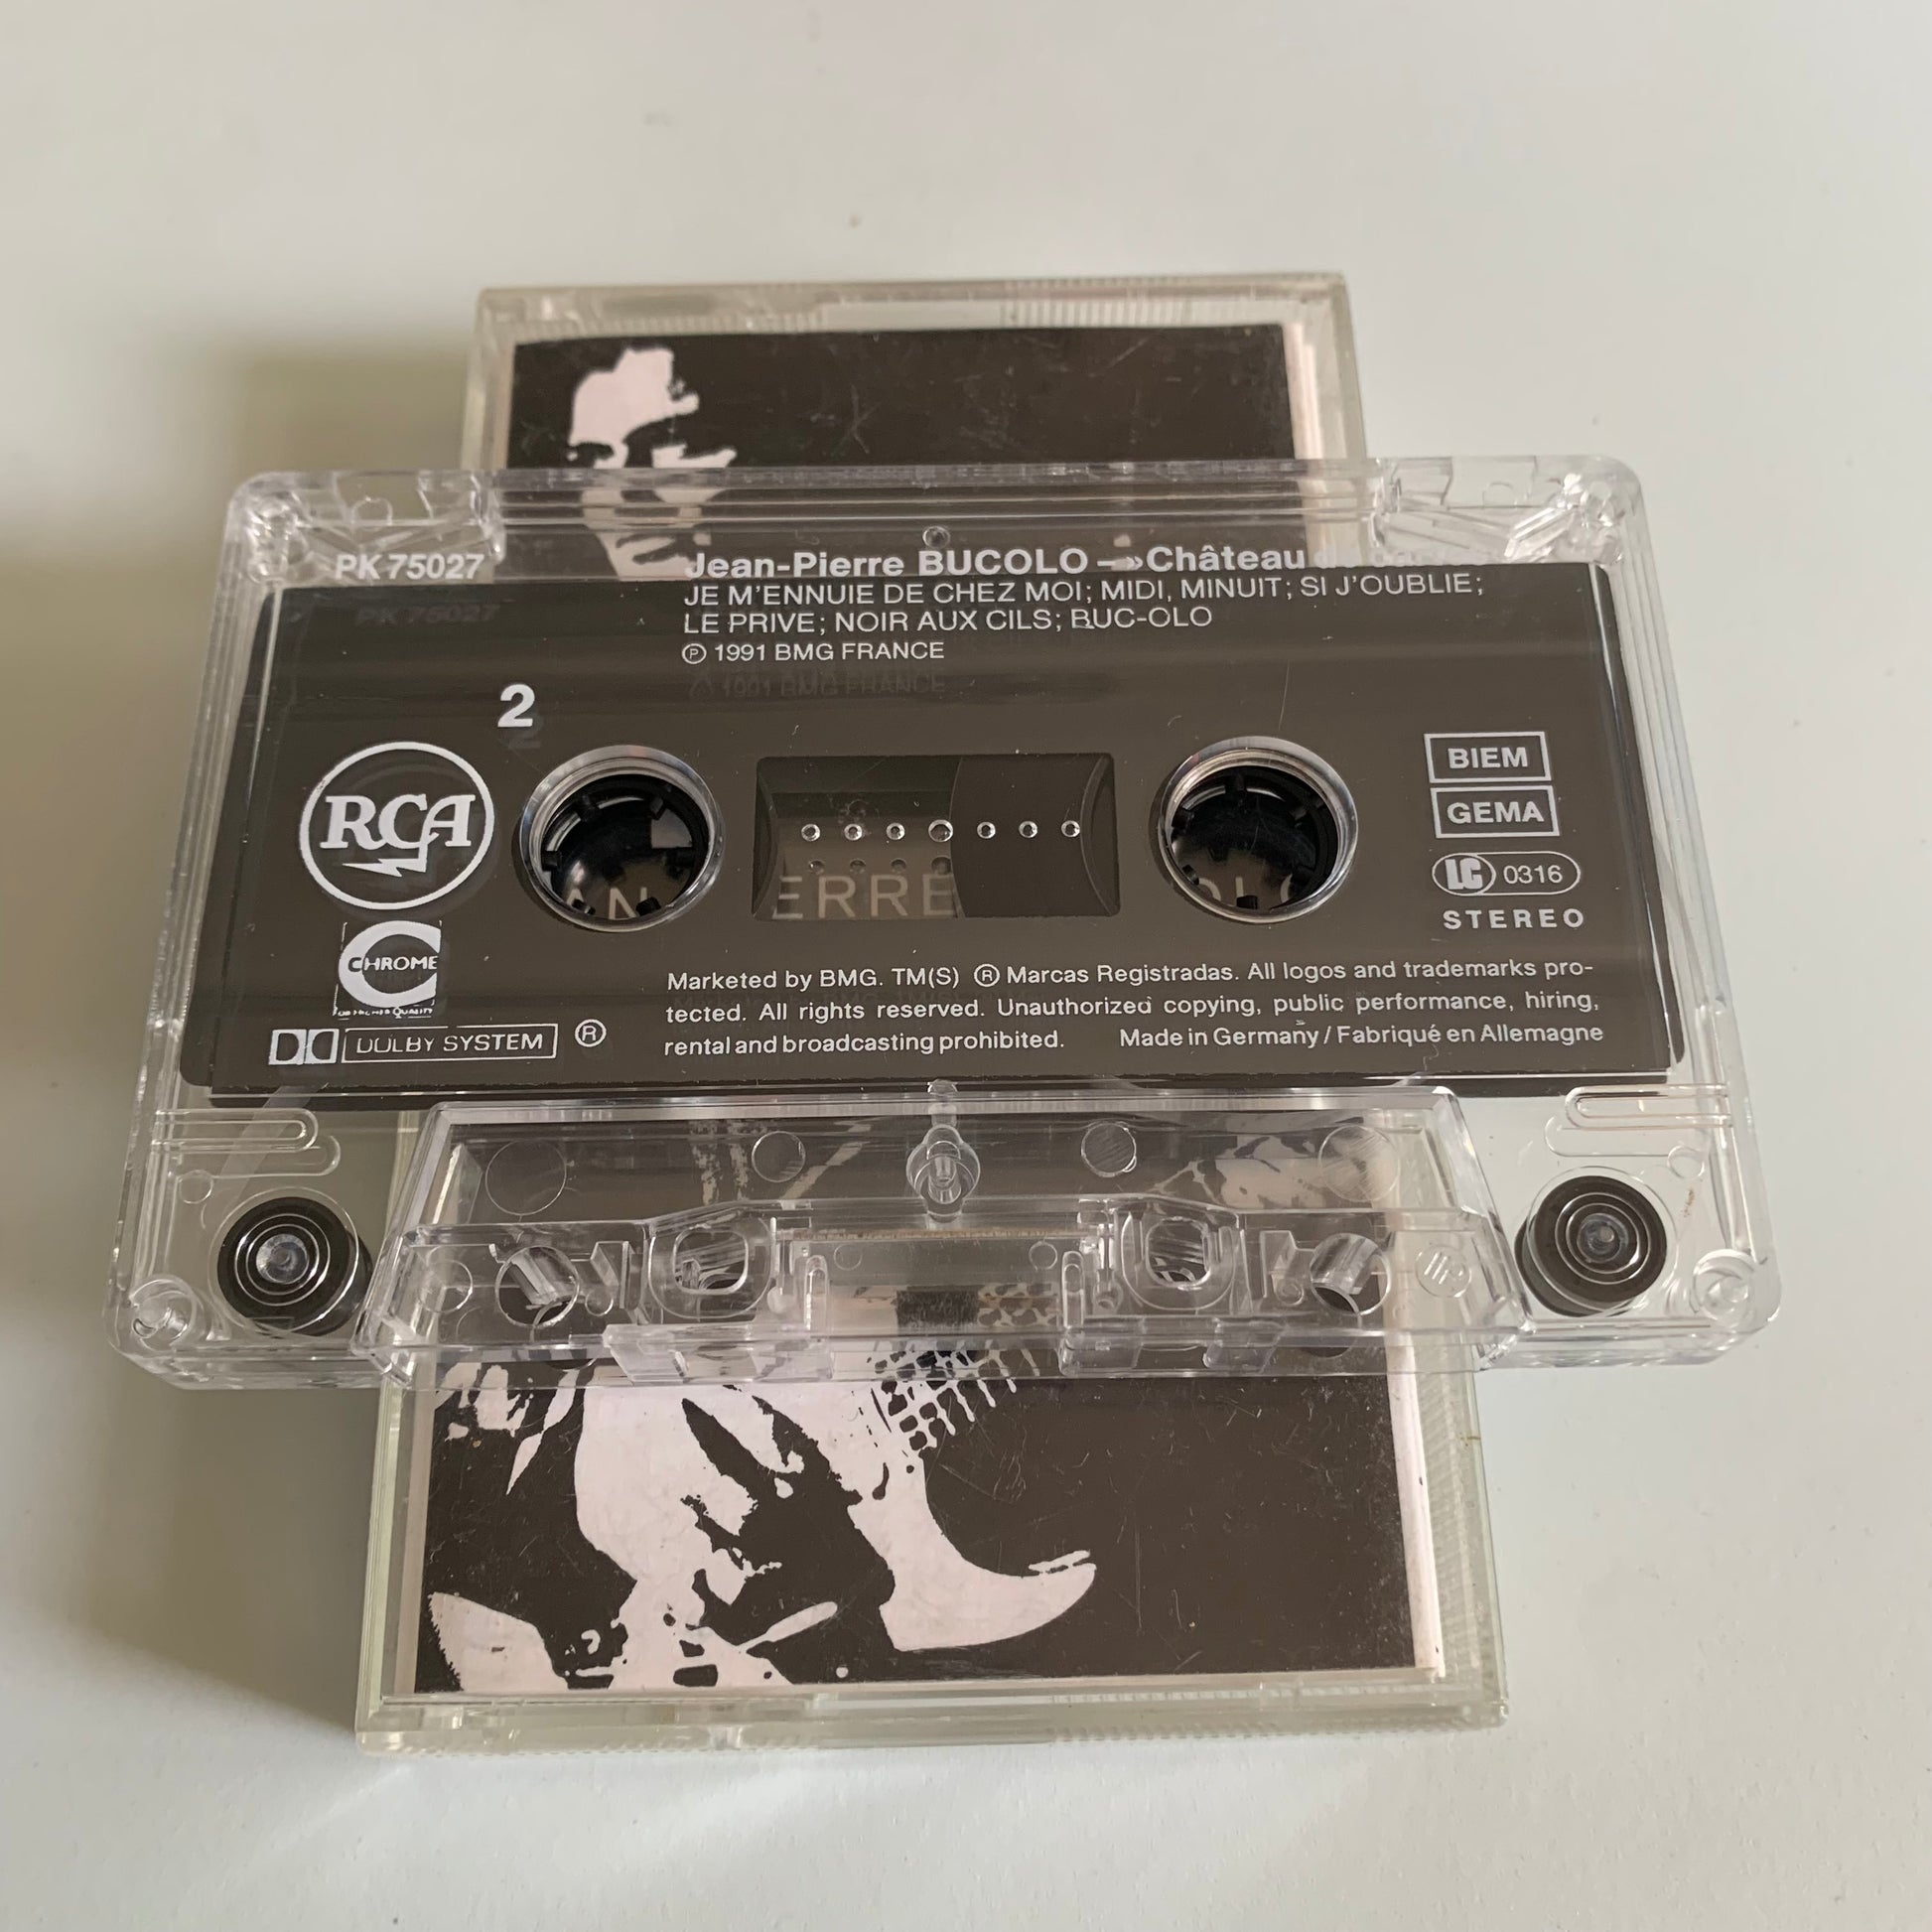 PK 75027
Jean-Pierre BUCOLO – »Château
JE M'ENNUIE DE CHEZ MOI; MIDI, MINUIT; SI J'OUBLIE;
LE PRIVE; NOIR AUX CILS; BUC-OLO
Ⓟ 1991 BMG FRANCE
2
RCA
BIEM
GEMA
LC 0316
STEREO
ERRE
CHROME
DOLBY SYSTEM ®
Marketed by BMG. TM(S) ® Marcas Registradas. All logos and trademarks pro-
tected. All rights reserved. Unauthorized copying, public performance, hiring,
rental and broadcasting prohibited. Made in Germany / Fabriqué en Allemagne